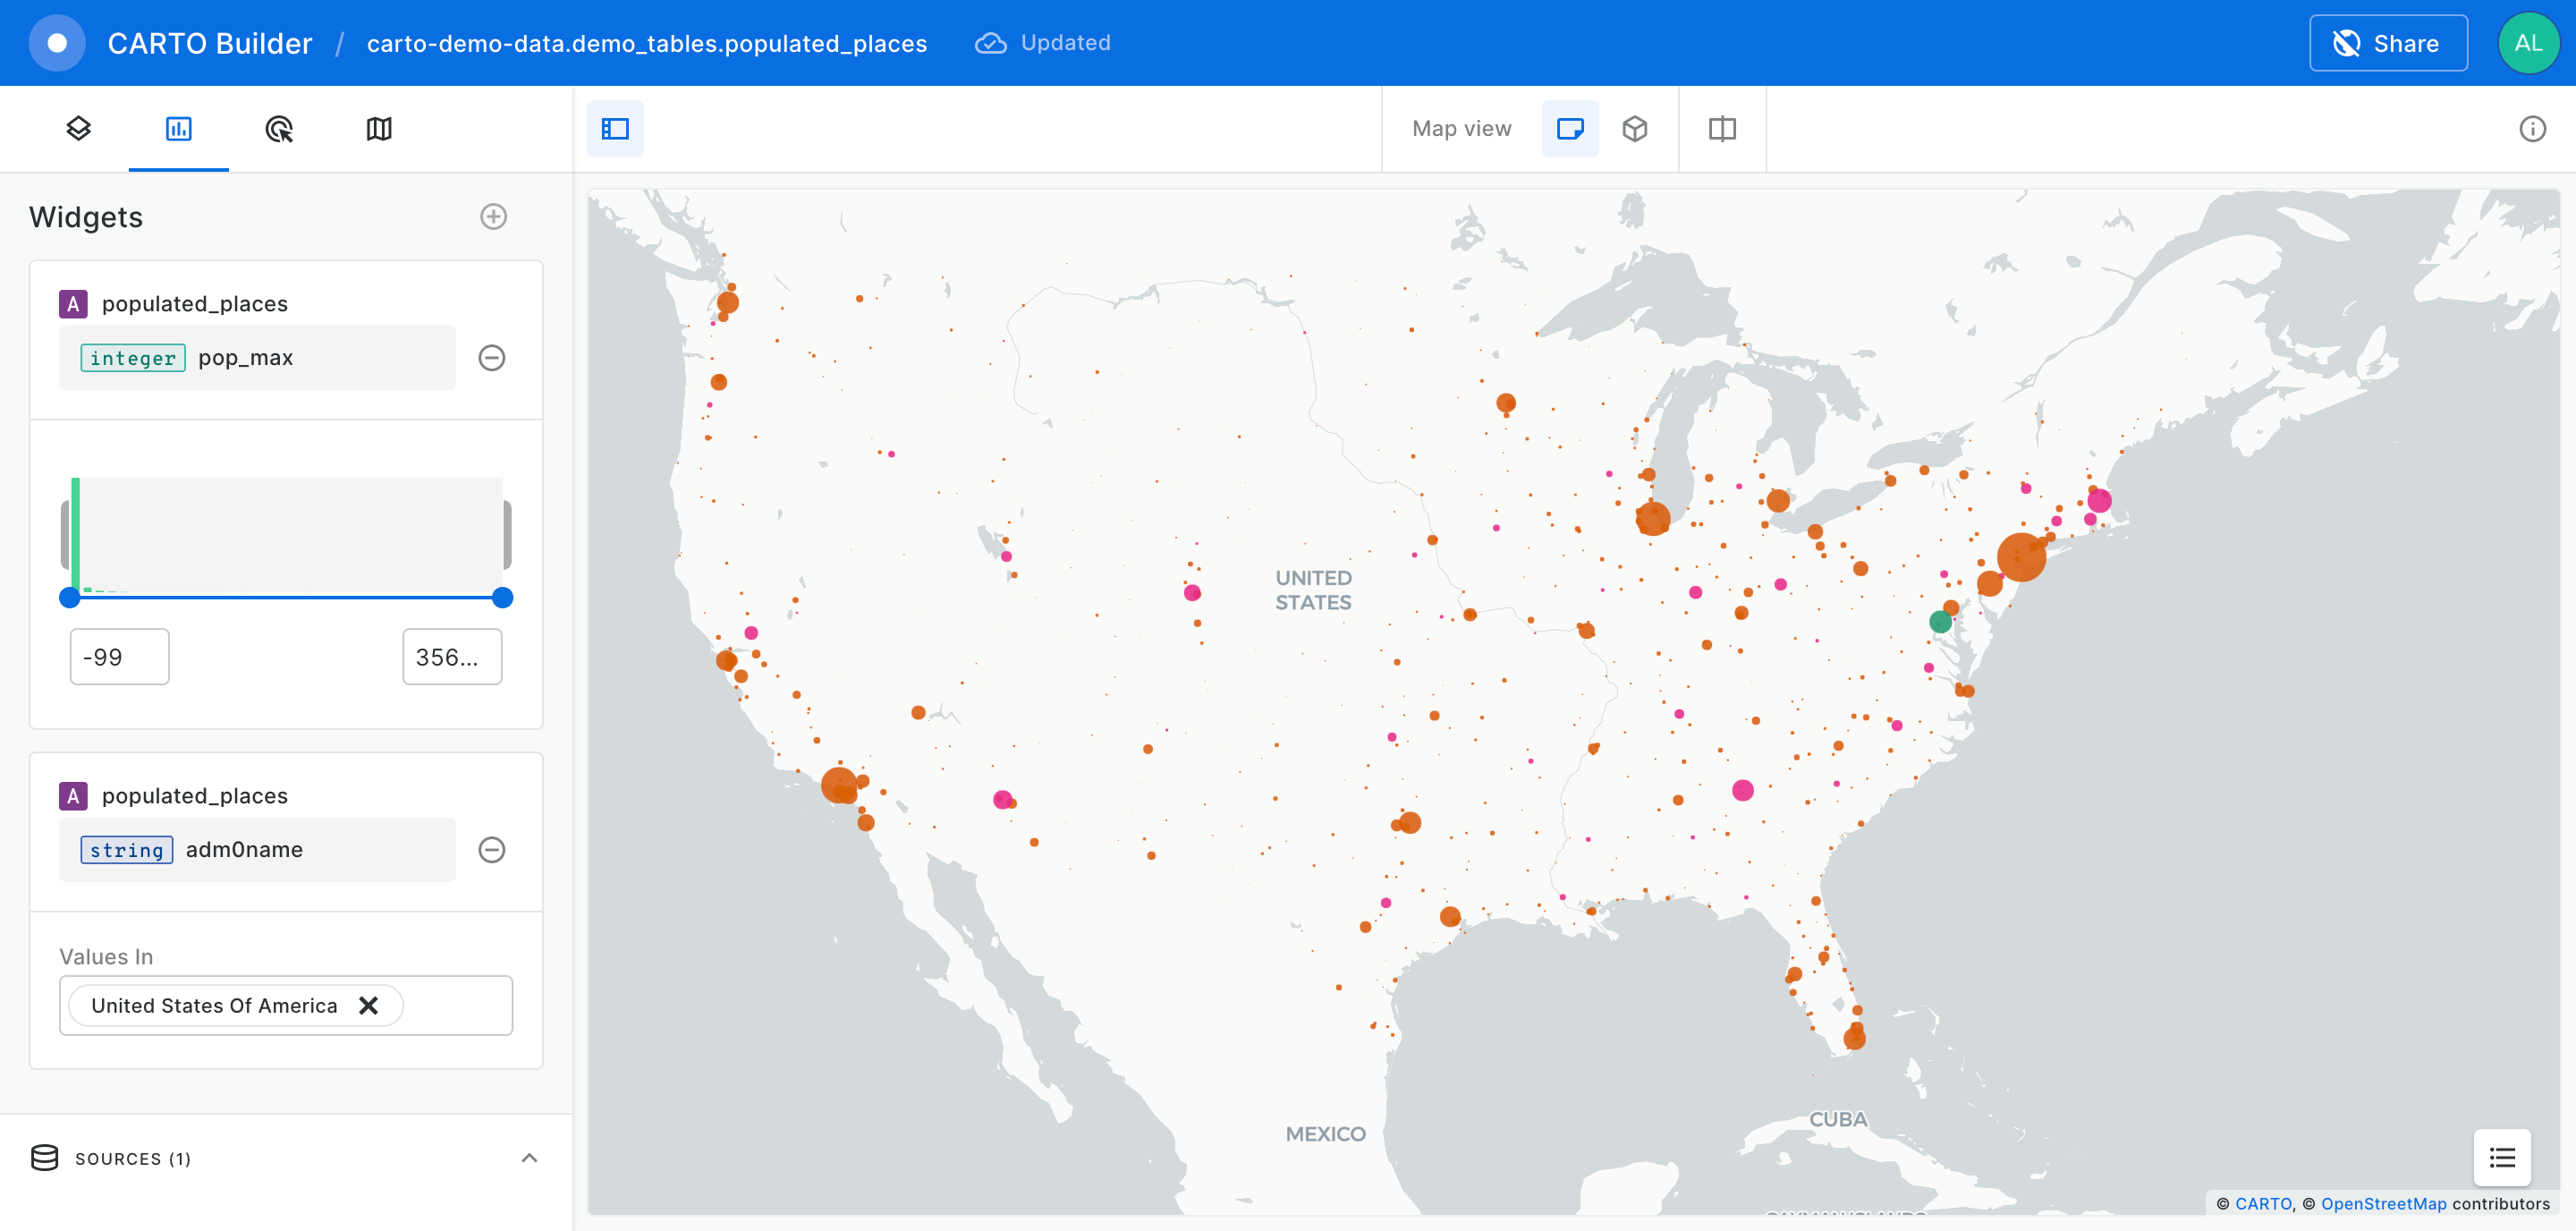 CARTO Builder / carto-demo-data.demo_tables.populated_places Updated Share AL
Map view
Widgets
A populated_places
integer pop_max
-99 356...
A populated_places
string adm0name
Values In
United States Of America
SOURCES (1)
UNITED
STATES
MEXICO
CUBA
© CARTO, © OpenStreetMap contributors